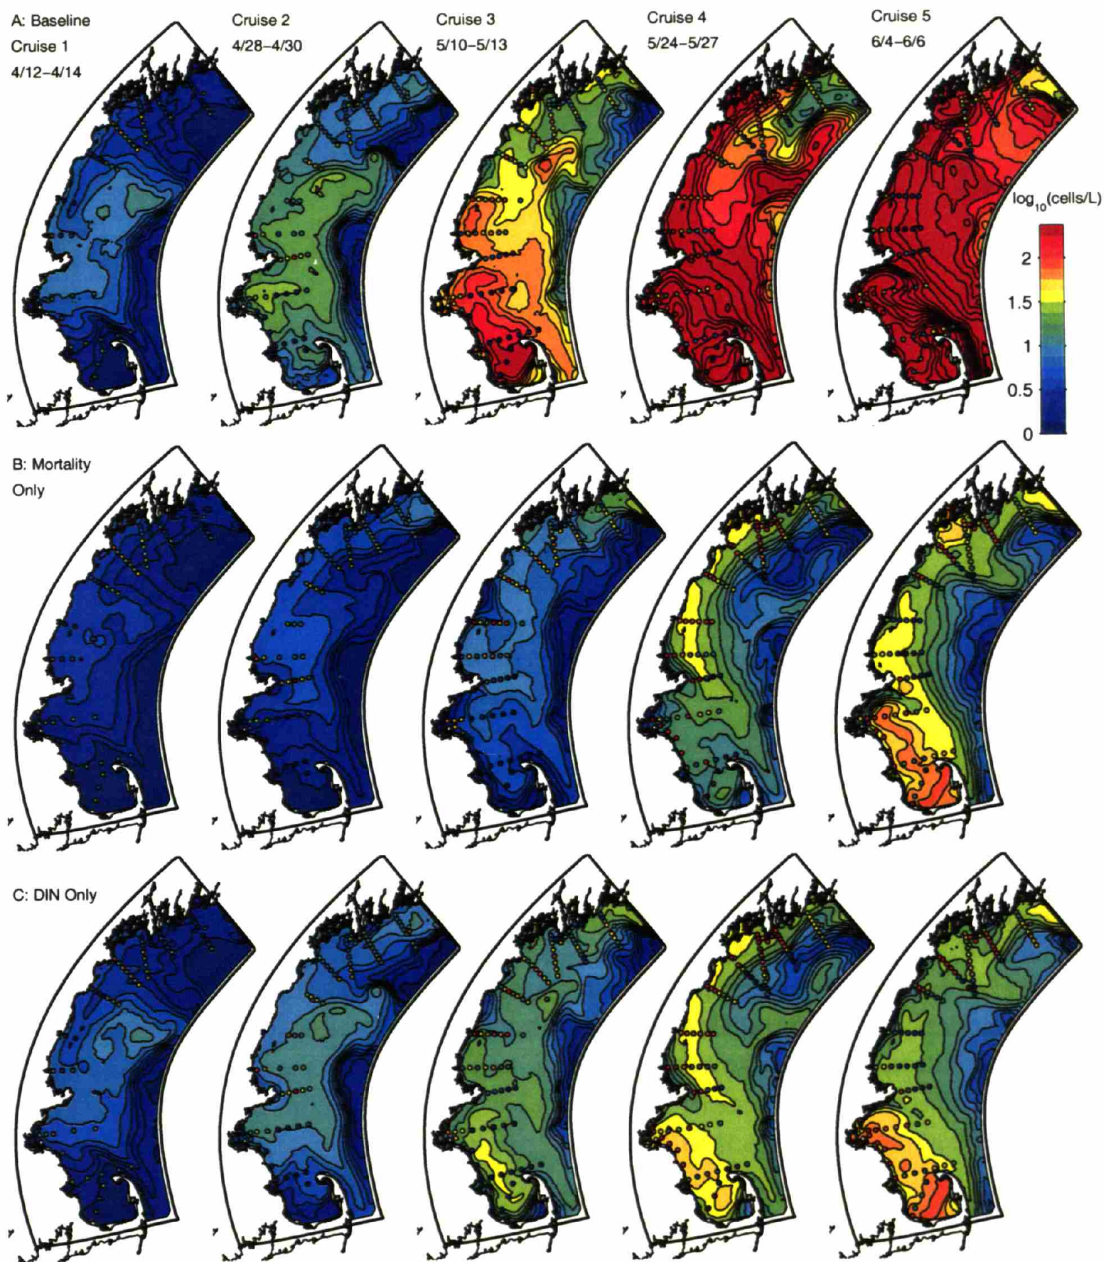 A: Baseline
Cruise 1
4/12–4/14
Cruise 2
4/28–4/30
Cruise 3
5/10–5/13
Cruise 4
5/24–5/27
Cruise 5
6/4–6/6
log10(cells/L)
2
1.5
1
0.5
0
B: Mortality
Only
C: DIN Only